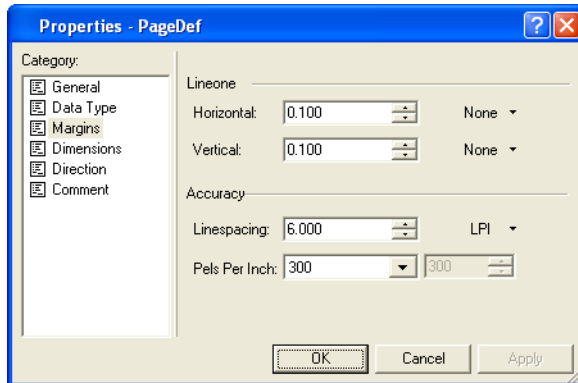 Properties - PageDef
Category:
General
Data Type
Margins
Dimensions
Direction
Comment
Lineone
Horizontal: 0.100 None
Vertical: 0.100 None
Accuracy
Linespacing: 6.000 LPI
Pels Per Inch: 300 300
OK Cancel Apply